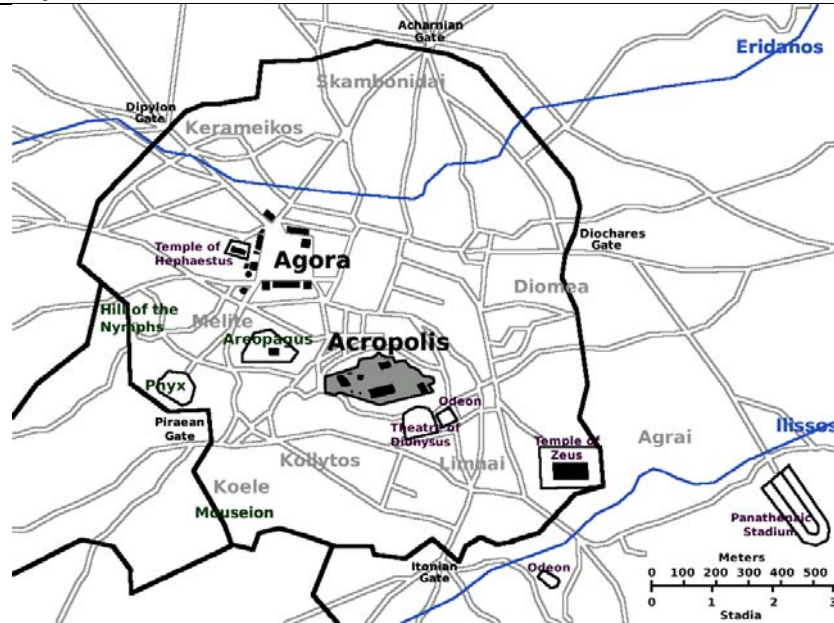 Acharnian
Gate
Eridanos
Skambonidai
Dipylon
Gate
Kerameikos
Diochares
Gate
Temple of
Hephaestus
Agora
Diomea
Hill of the
Nymphs
Melite
Areopagus
Acropolis
Phyx
Odeon
Piraean
Gate
Theatre of
Dionysus
Temple of
Zeus
Agrai
Ilissos
Kollytos
Limnai
Koele
Mouseion
Panathenaic
Stadium
Itonian
Gate
Odeon
Meters
0 100 200 300 400 500
0 1 2 3
Stadia